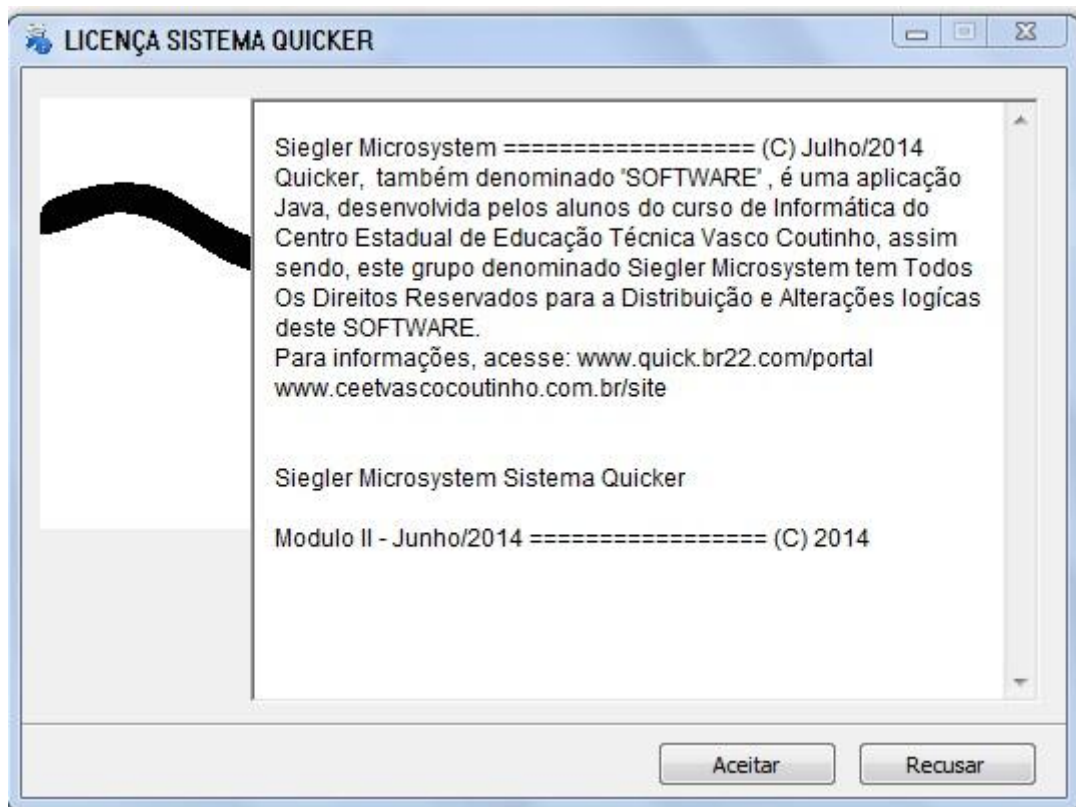 LICENÇA SISTEMA QUICKER
Siegler Microsystem ================== (C) Julho/2014
Quicker,  também denominado 'SOFTWARE' , é uma aplicação
Java, desenvolvida pelos alunos do curso de Informática do
Centro Estadual de Educação Técnica Vasco Coutinho, assim
sendo, este grupo denominado Siegler Microsystem tem Todos
Os Direitos Reservados para a Distribuição e Alterações logícas
deste SOFTWARE.
Para informações, acesse: www.quick.br22.com/portal
www.ceetvascocoutinho.com.br/site
Siegler Microsystem Sistema Quicker
Modulo II - Junho/2014 ================= (C) 2014
Aceitar
Recusar